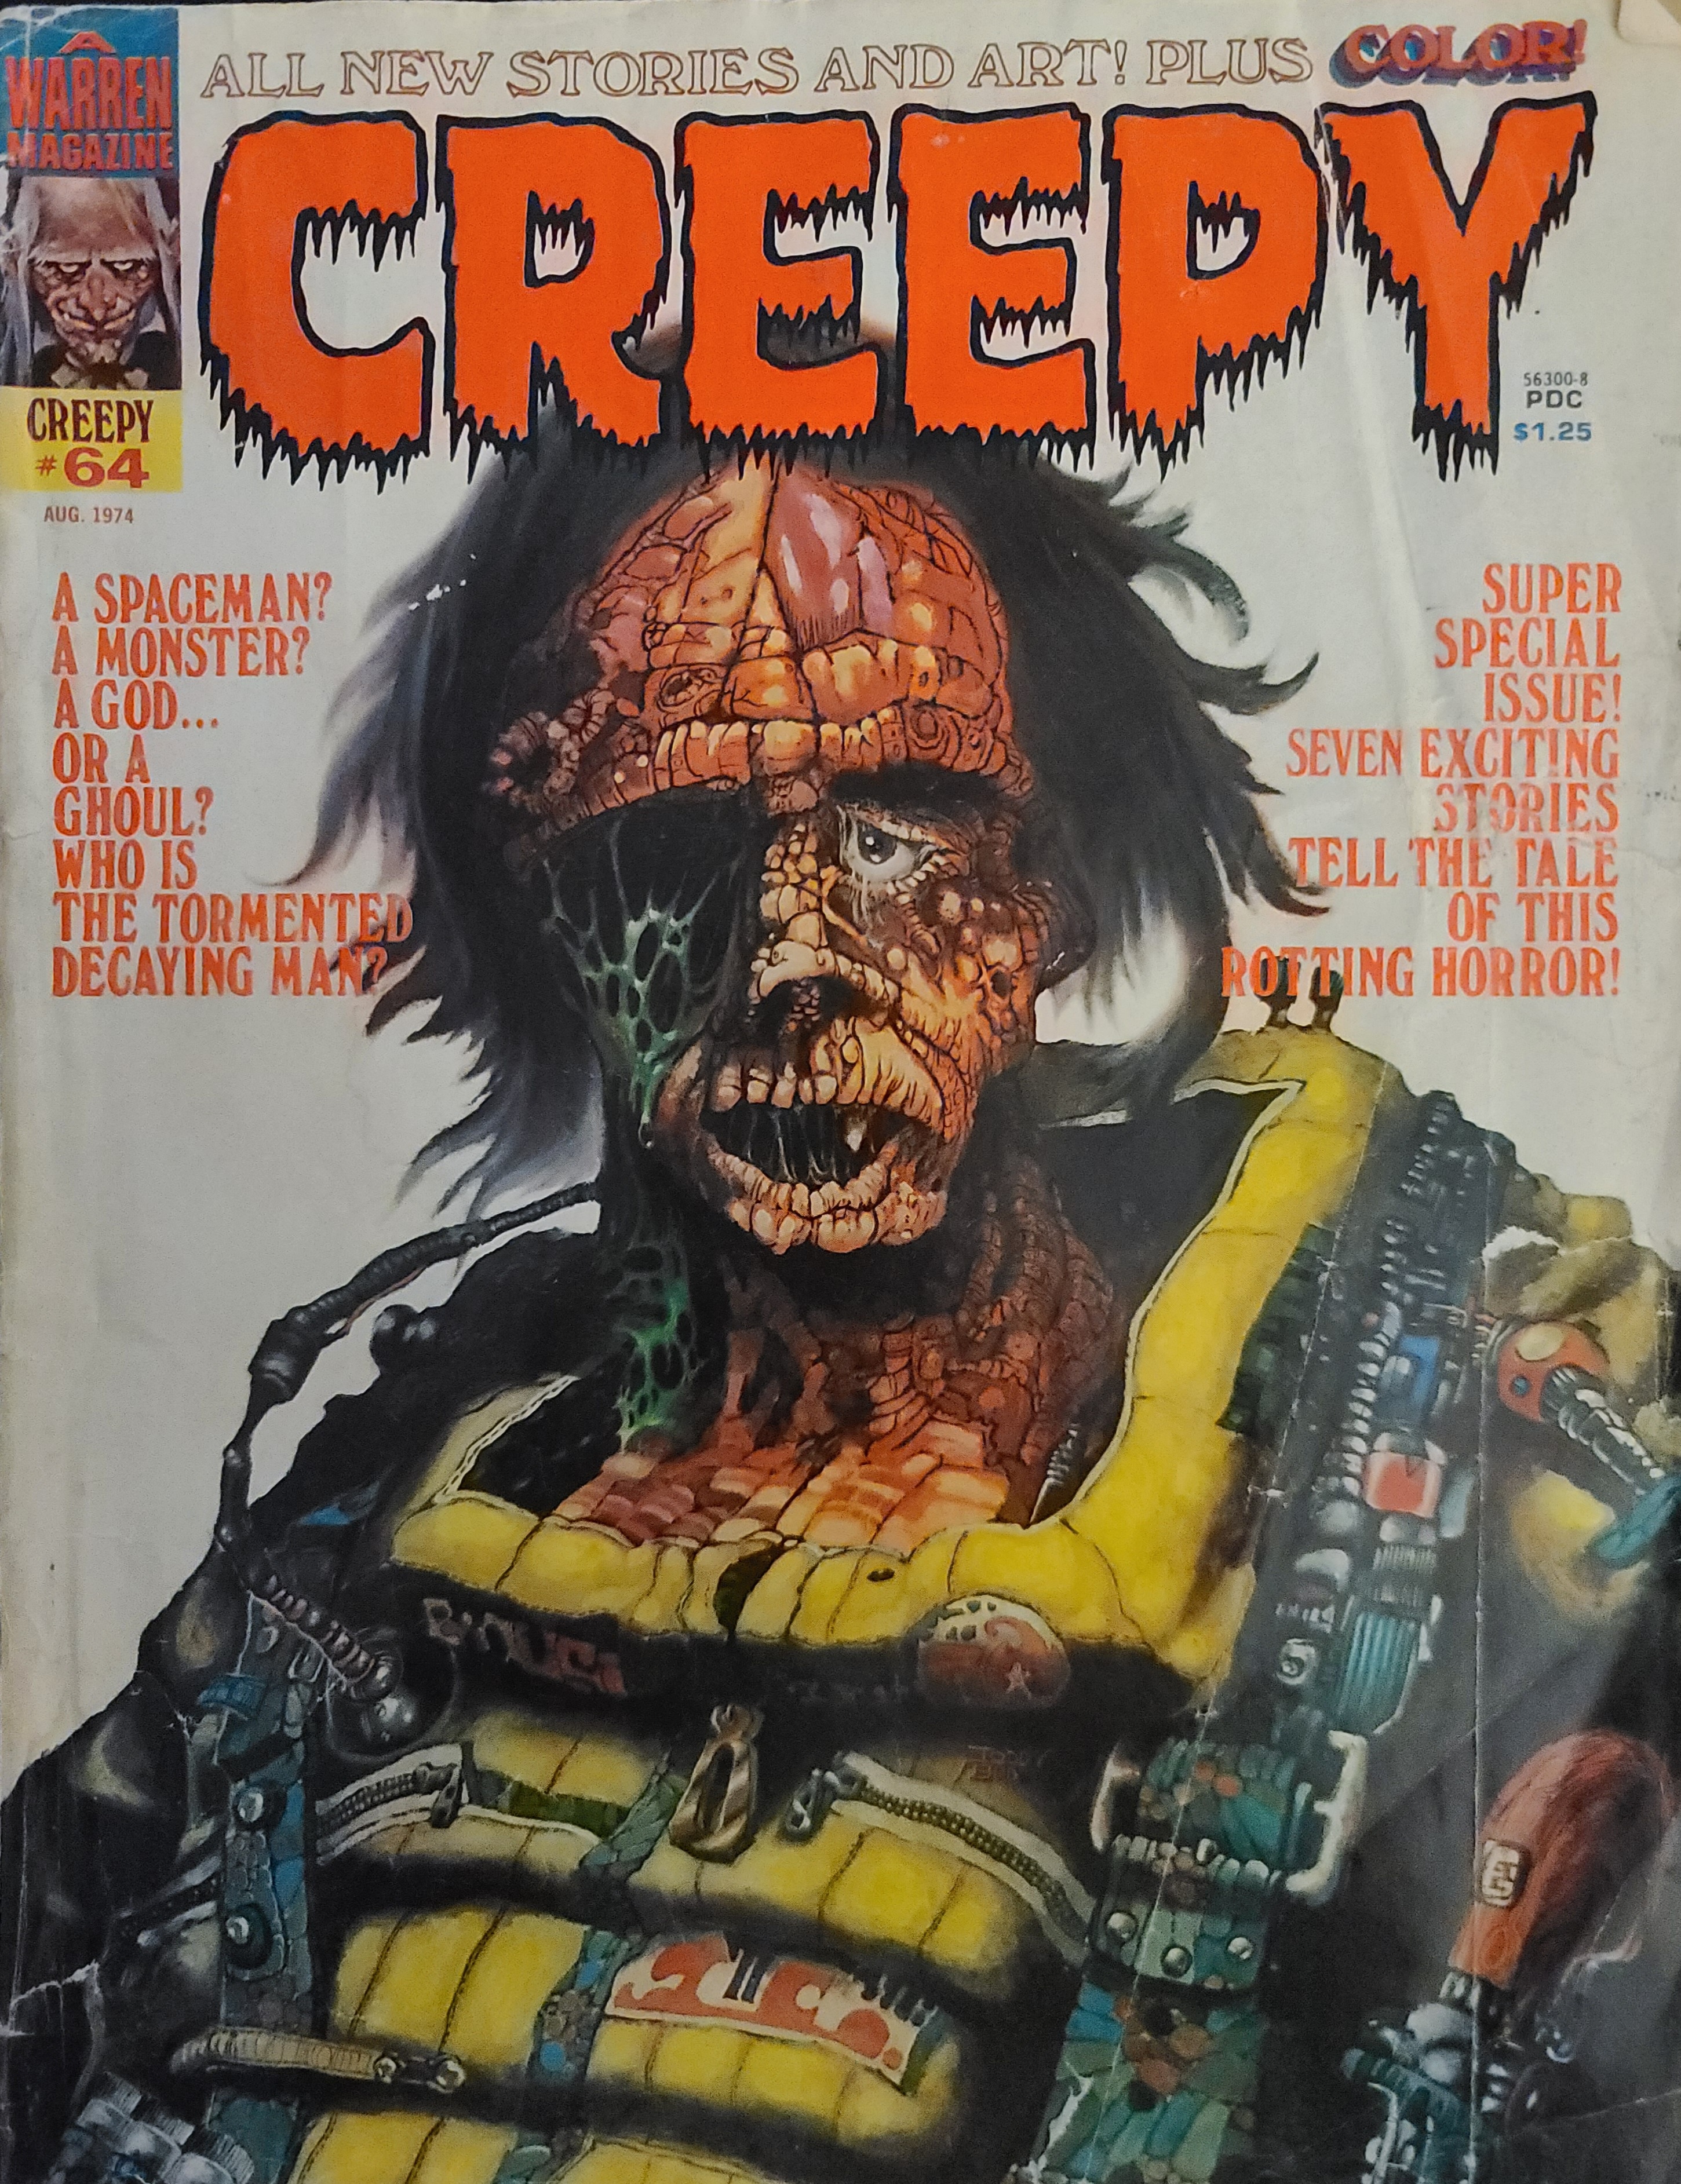 A
WARREN
MAGAZINE
ALL NEW STORIES AND ART! PLUS COLOR!
CREEPY
CREEPY
#64
AUG. 1974
56300-8
PDC
$1.25
A SPACEMAN?
A MONSTER?
A GOD...
OR A
GHOUL?
WHO IS
THE TORMENTED
DECAYING MAN?
SUPER
SPECIAL
ISSUE!
SEVEN EXCITING
STORIES
TELL THE TALE
OF THIS
ROTTING HORROR!